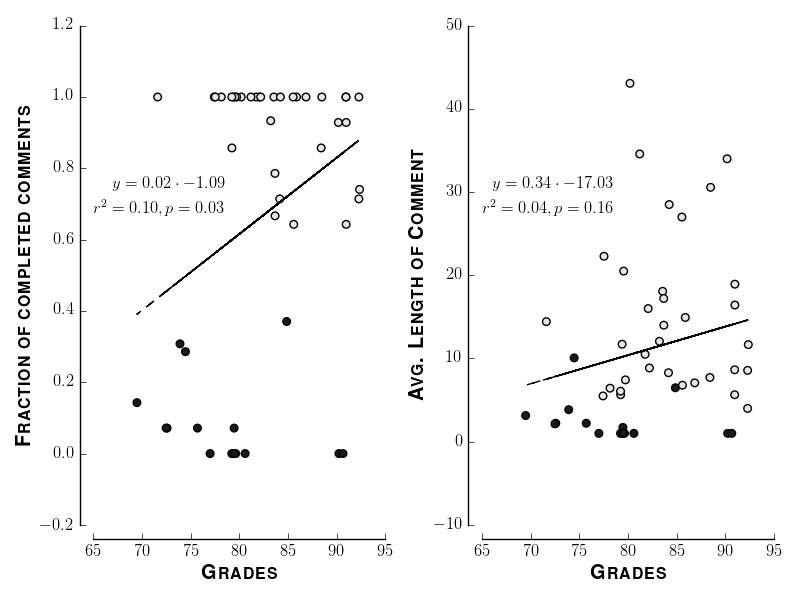 1.2
1.0
0.8
0.6
0.4
0.2
0.0
−0.2
FRACTION OF COMPLETED COMMENTS
y = 0.02 · −1.09
r² = 0.10, p = 0.03
65 70 75 80 85 90 95
GRADES
50
40
30
20
10
0
−10
AVG. LENGTH OF COMMENT
y = 0.34 · −17.03
r² = 0.04, p = 0.16
65 70 75 80 85 90 95
GRADES